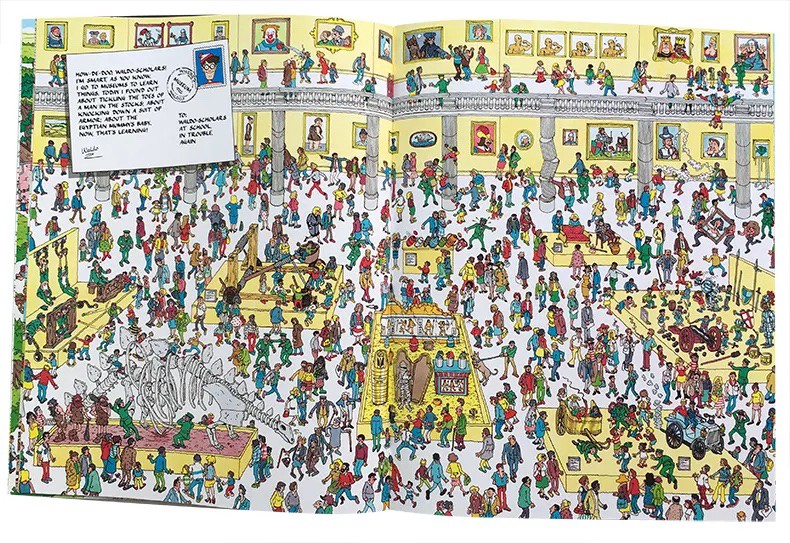 HOW-DE-DOO WALDO-SCHOLARS!
I'M SMART, AS YOU KNOW.
I GO TO MUSEUMS TO LEARN
THINGS. TODAY I FOUND OUT
ABOUT TICKLING THE TOES OF
A MAN IN THE STOCKS; ABOUT
KNOCKING DOWN A SUIT OF
ARMOR; ABOUT THE
EGYPTIAN MUMMY'S BABY.
NOW, THAT'S LEARNING!
Waldo
MUSEUM
TO:
WALDO-SCHOLARS
AT SCHOOL,
IN TROUBLE,
AGAIN